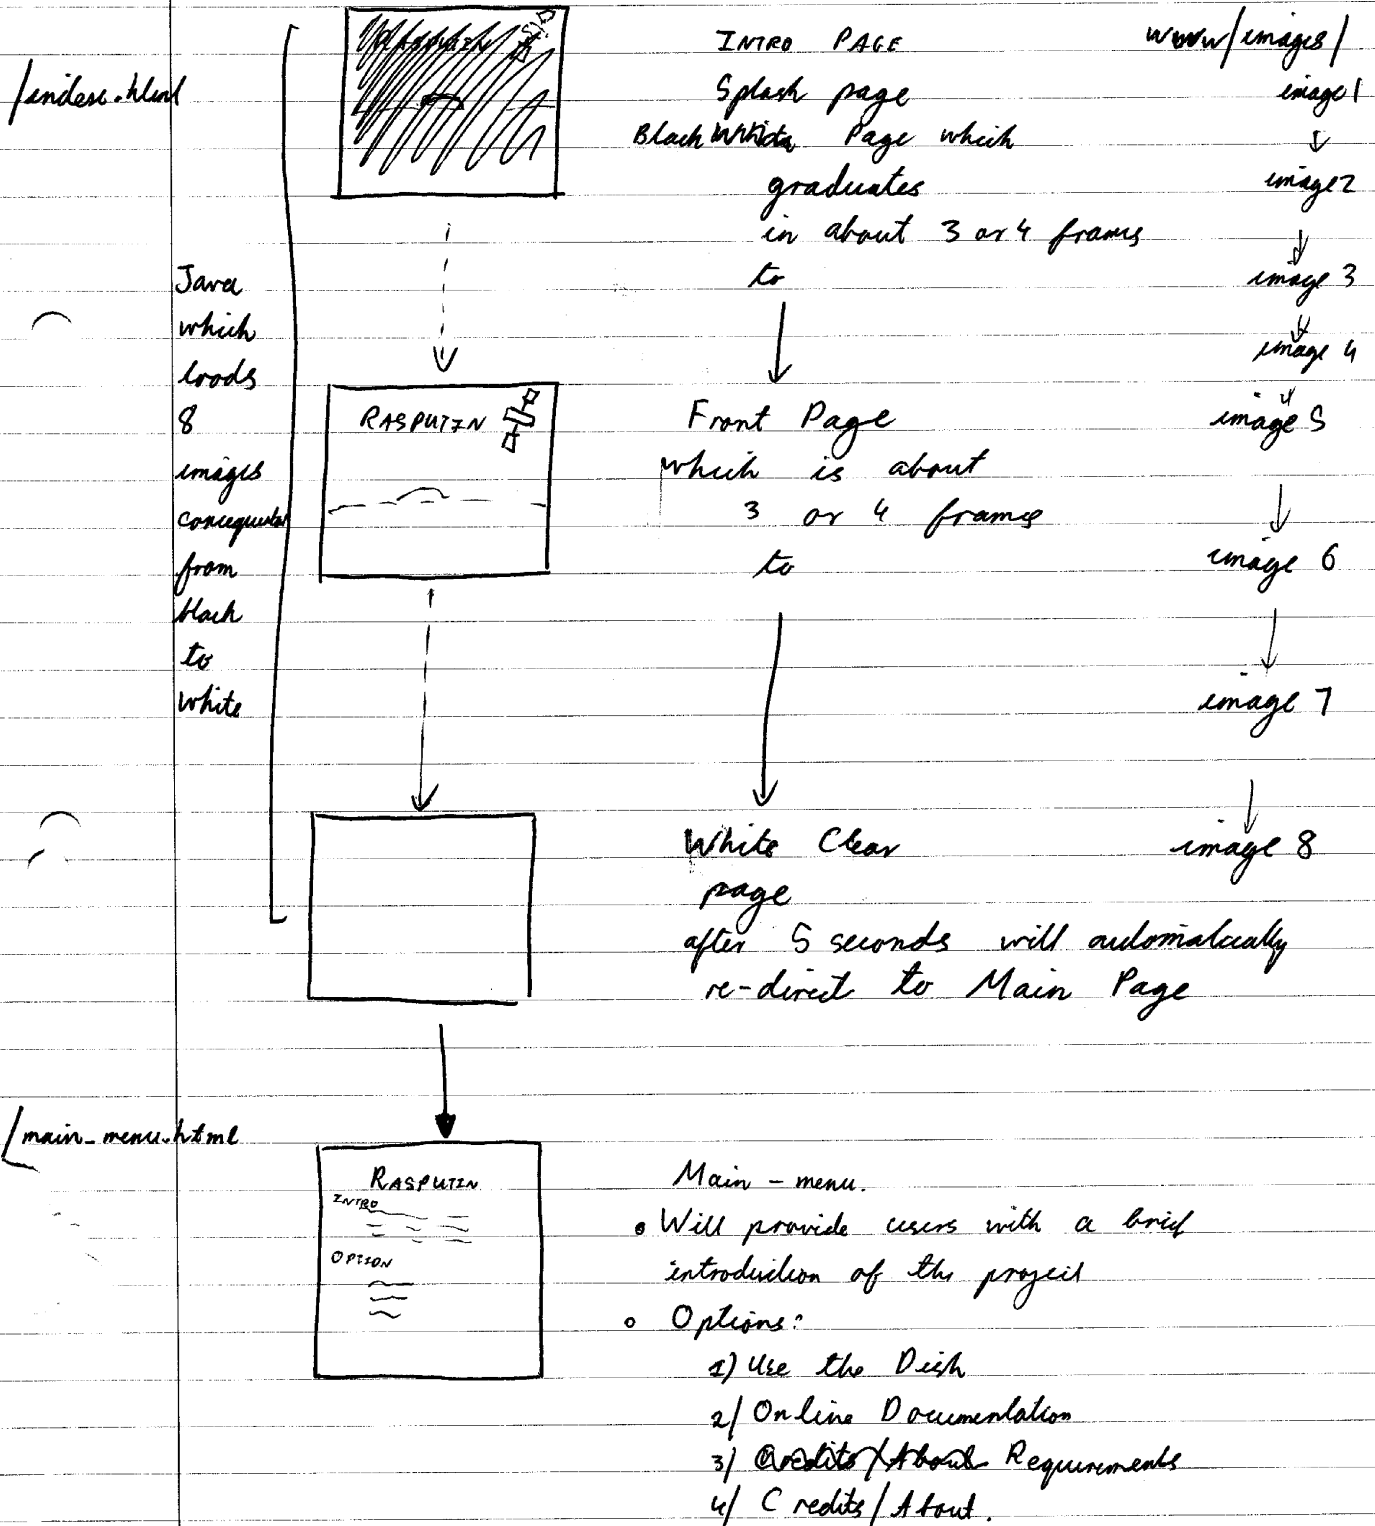 RASPUTIN
INTRO PAGE
www/images/
/index.html
Splash page
image 1
Black Page which
image 2
graduates
in about 3 or 4 frames
to
image 3
Java
which
loads
8
images
from
black
to
white
image 4
RASPUTIN
Front Page
image 5
which is about
3 or 4 frames
to
image 6
image 7
White Clear
image 8
page
after 5 seconds will automatically
re-direct to Main Page
/main_menu.html
RASPUTIN
INTRO
OPTION
Main - menu.
• Will provide users with a brief
introduction of the project
• Options:
1) Use the Dish
2/ Online Documentation
3/ Credits/About Requirements
4/ Credits/About.